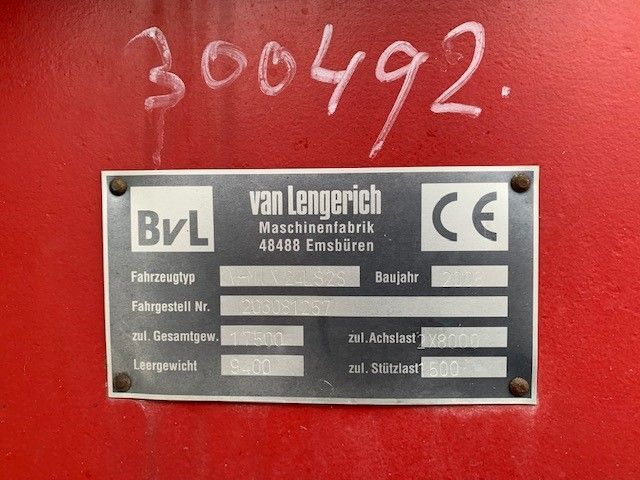 300492.
BvL
van Lengerich
Maschinenfabrik
48488 Emsbüren
CE
Fahrzeugtyp Baujahr
Fahrgestell Nr.
zul. Gesamtgew. 17500 zul. Achslast 2X8000
Leergewicht 9400 zul. Stützlast 1500